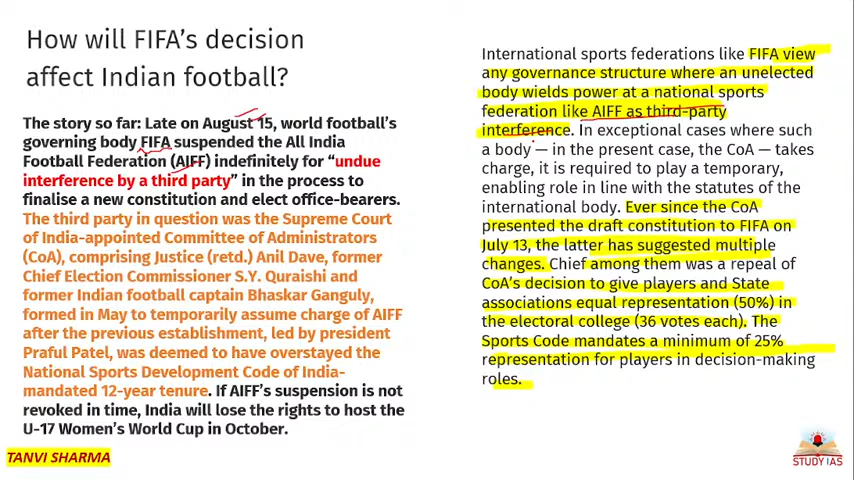 How will FIFA's decision
affect Indian football?
The story so far: Late on August 15, world football's
governing body FIFA suspended the All India
Football Federation (AIFF) indefinitely for "undue
interference by a third party" in the process to
finalise a new constitution and elect office-bearers.
The third party in question was the Supreme Court
of India-appointed Committee of Administrators
(CoA), comprising Justice (retd.) Anil Dave, former
Chief Election Commissioner S.Y. Quraishi and
former Indian football captain Bhaskar Ganguly,
formed in May to temporarily assume charge of AIFF
after the previous establishment, led by president
Praful Patel, was deemed to have overstayed the
National Sports Development Code of India-
mandated 12-year tenure. If AIFF's suspension is not
revoked in time, India will lose the rights to host the
U-17 Women's World Cup in October.
TANVI SHARMA
International sports federations like FIFA view
any governance structure where an unelected
body wields power at a national sports
federation like AIFF as third-party
interference. In exceptional cases where such
a body — in the present case, the CoA — takes
charge, it is required to play a temporary,
enabling role in line with the statutes of the
international body. Ever since the CoA
presented the draft constitution to FIFA on
July 13, the latter has suggested multiple
changes. Chief among them was a repeal of
CoA's decision to give players and State
associations equal representation (50%) in
the electoral college (36 votes each). The
Sports Code mandates a minimum of 25%
representation for players in decision-making
roles.
STUDY IAS